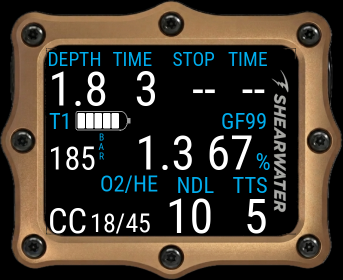 DEPTH TIME STOP TIME
1.8 3 -- --
T1 GF99
185 BAR 1.3 67%
O2/HE NDL TTS
CC 18/45 10 5
SHEARWATER